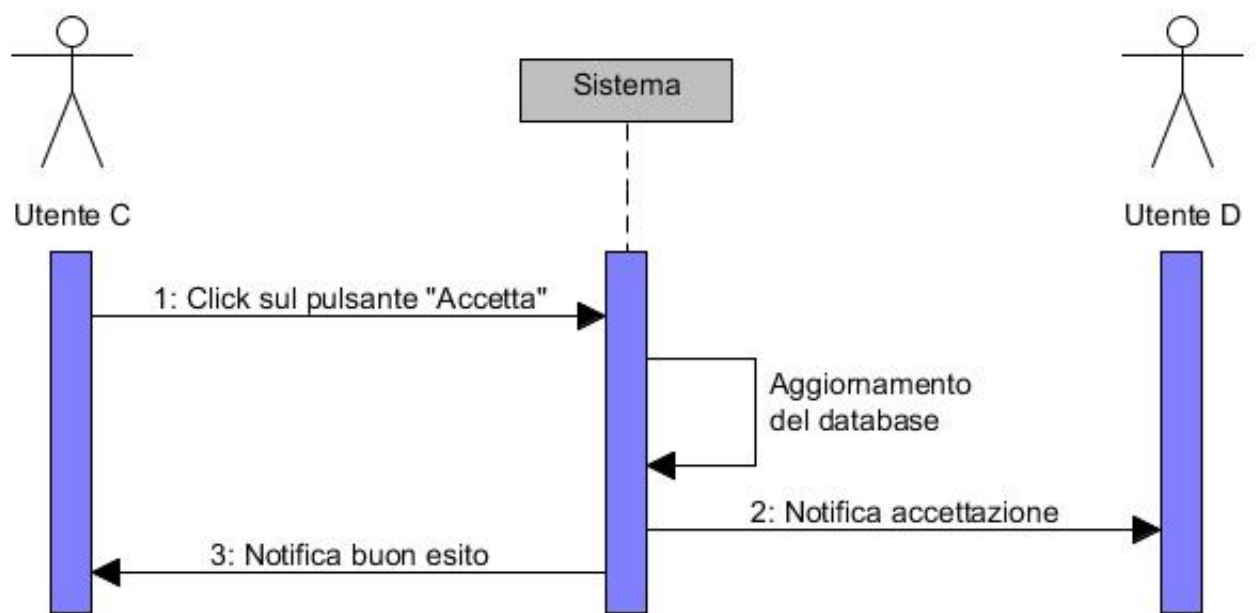 Sistema
Utente C
Utente D
1: Click sul pulsante "Accetta"
Aggiornamento
del database
2: Notifica accettazione
3: Notifica buon esito